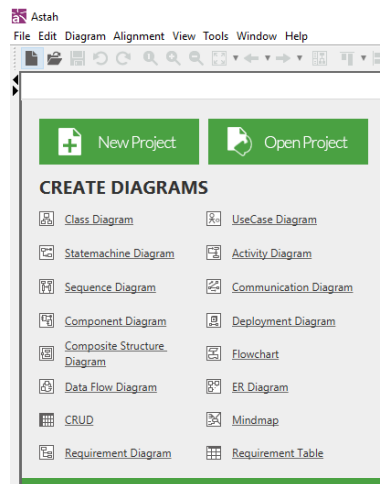 Astah
File Edit Diagram Alignment View Tools Window Help
New Project Open Project
CREATE DIAGRAMS
Class Diagram UseCase Diagram
Statemachine Diagram Activity Diagram
Sequence Diagram Communication Diagram
Component Diagram Deployment Diagram
Composite Structure
Diagram Flowchart
Data Flow Diagram ER Diagram
CRUD Mindmap
Requirement Diagram Requirement Table